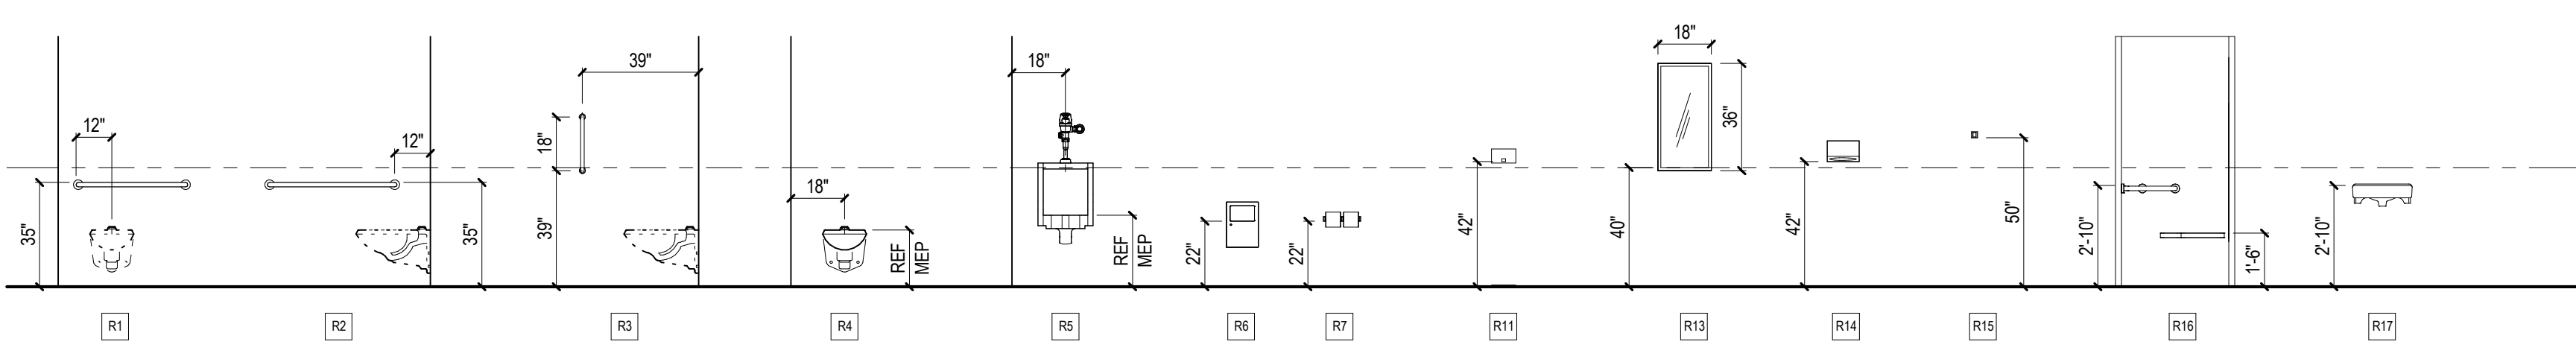 12"
35"
R1
12"
35"
R2
39"
18"
39"
R3
18"
REF
MEP
R4
18"
REF
MEP
R5
22"
R6
22"
R7
42"
R11
18"
36"
40"
R13
42"
R14
50"
R15
2'-10"
1'-6"
R16
2'-10"
R17